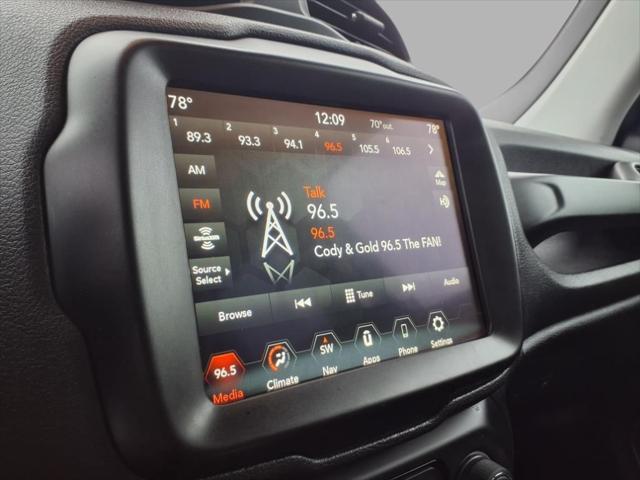 78°
12:09
70°out.
78°
1 89.3
2 93.3
3 94.1
4 96.5
5 105.5
6 106.5
AM
FM
siriusxm
Source Select
Talk
96.5
96.5
Cody & Gold 96.5 The FAN!
Map
Browse
Tune
Audio
96.5
Media
Climate
SW
Nav
Apps
Phone
Settings